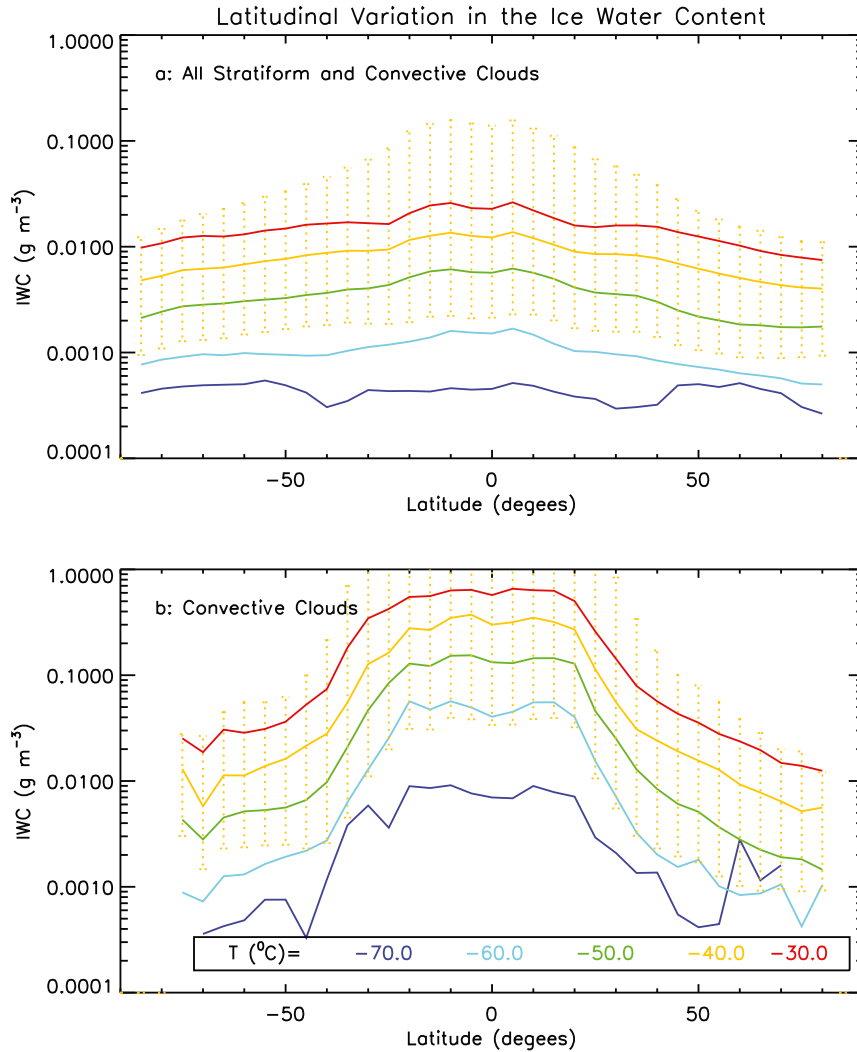 Latitudinal Variation in the Ice Water Content
1.0000
a: All Stratiform and Convective Clouds
0.1000
0.0100
0.0010
0.0001
IWC (g m⁻³)
−50 0 50
Latitude (degees)
1.0000
b: Convective Clouds
0.1000
0.0100
0.0010
0.0001
IWC (g m⁻³)
T (⁰C)= −70.0 −60.0 −50.0 −40.0 −30.0
−50 0 50
Latitude (degees)